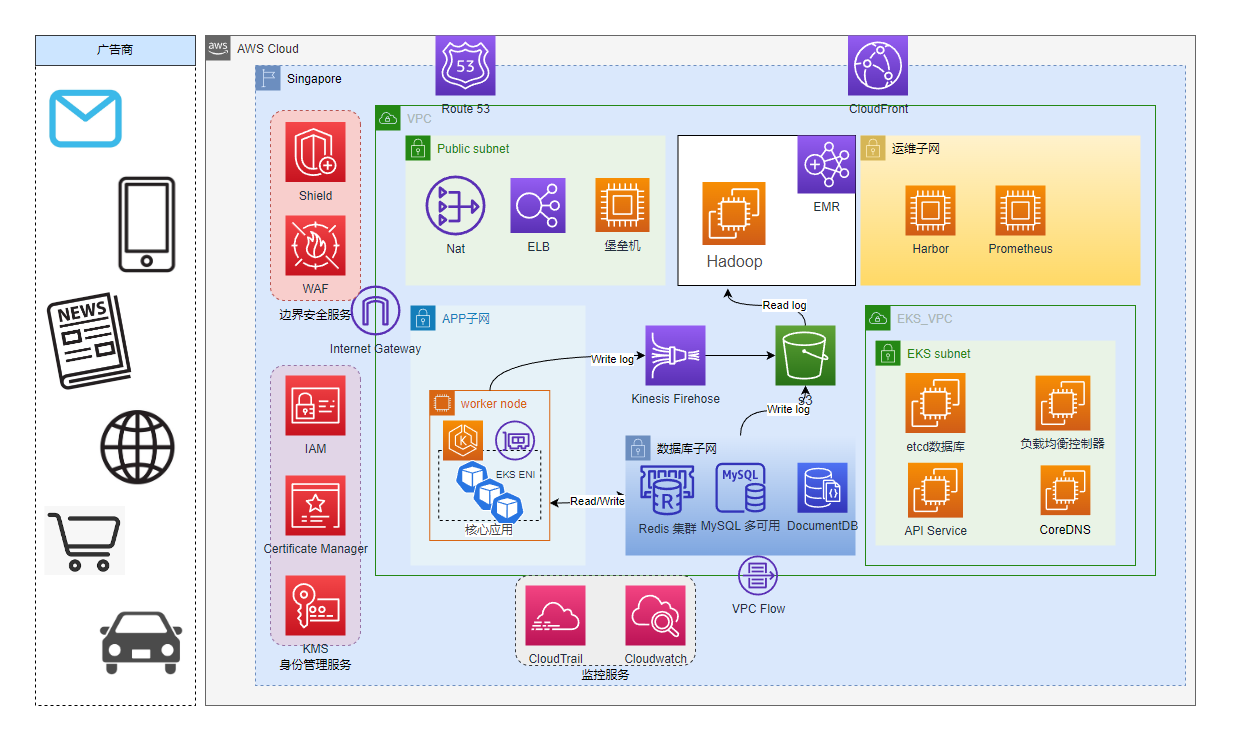 广告商
NEWS
aws
AWS Cloud
Singapore
53
Route 53
CloudFront
VPC
Shield
WAF
边界安全服务
Internet Gateway
IAM
Certificate Manager
KMS
身份管理服务
Public subnet
Nat
ELB
堡垒机
EMR
Hadoop
运维子网
Harbor
Prometheus
APP子网
worker node
EKS ENI
核心应用
Write log
Kinesis Firehose
Read log
s3
Write log
Read/Write
数据库子网
R
MySQL
Redis 集群
MySQL 多可用
DocumentDB
EKS_VPC
EKS subnet
etcd数据库
负载均衡控制器
API Service
CoreDNS
VPC Flow
CloudTrail
Cloudwatch
监控服务